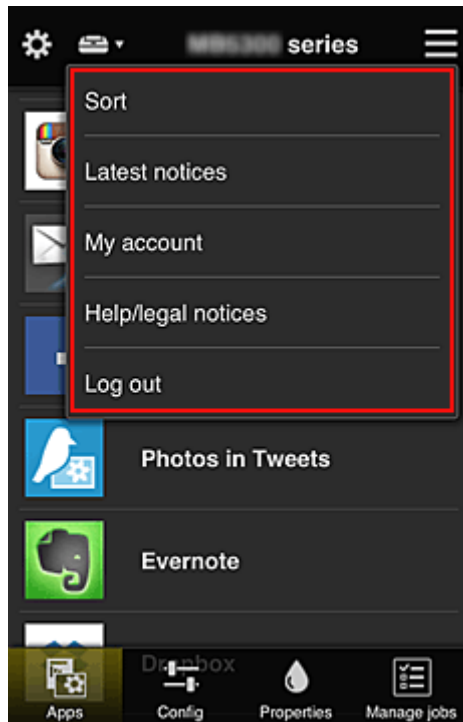 series
Sort
Latest notices
My account
Help/legal notices
Log out
Photos in Tweets
Evernote
Dropbox
Apps Config Properties Manage jobs